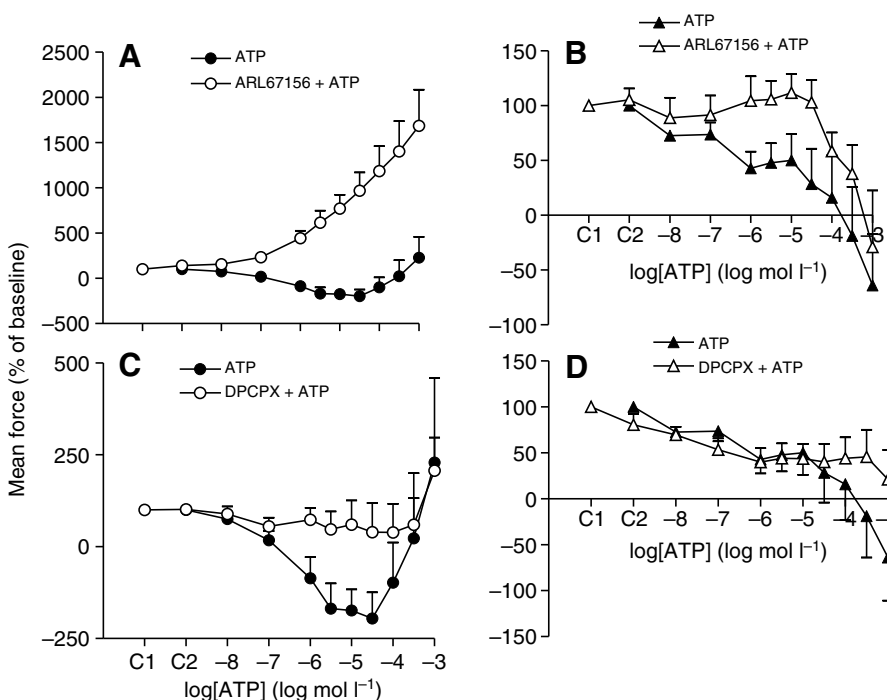 Mean force (% of baseline)
A
ATP
ARL67156 + ATP
2500
2000
1500
1000
500
0
−500
B
ATP
ARL67156 + ATP
150
100
50
0
−50
−100
C1 C2 −8 −7 −6 −5 −4 −3
log[ATP] (log mol l−1)
C
ATP
DPCPX + ATP
500
250
0
−250
C1 C2 −8 −7 −6 −5 −4 −3
log[ATP] (log mol l−1)
D
ATP
DPCPX + ATP
150
100
50
0
−50
−100
−150
C1 C2 −8 −7 −6 −5 −4
log[ATP] (log mol l−1)